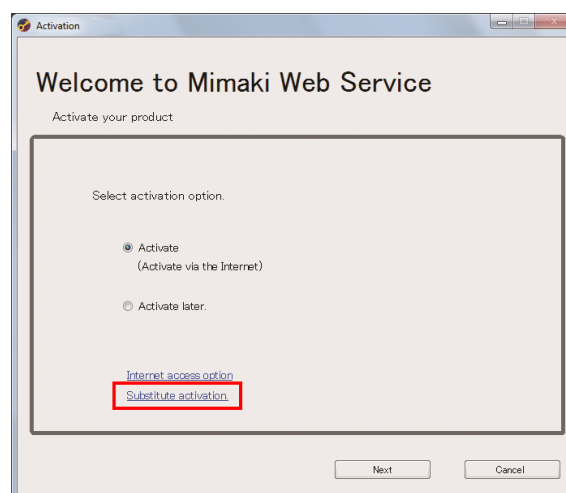 Activation
Welcome to Mimaki Web Service
Activate your product
Select activation option.
Activate
(Activate via the Internet)
Activate later.
Internet access option
Substitute activation.
Next
Cancel